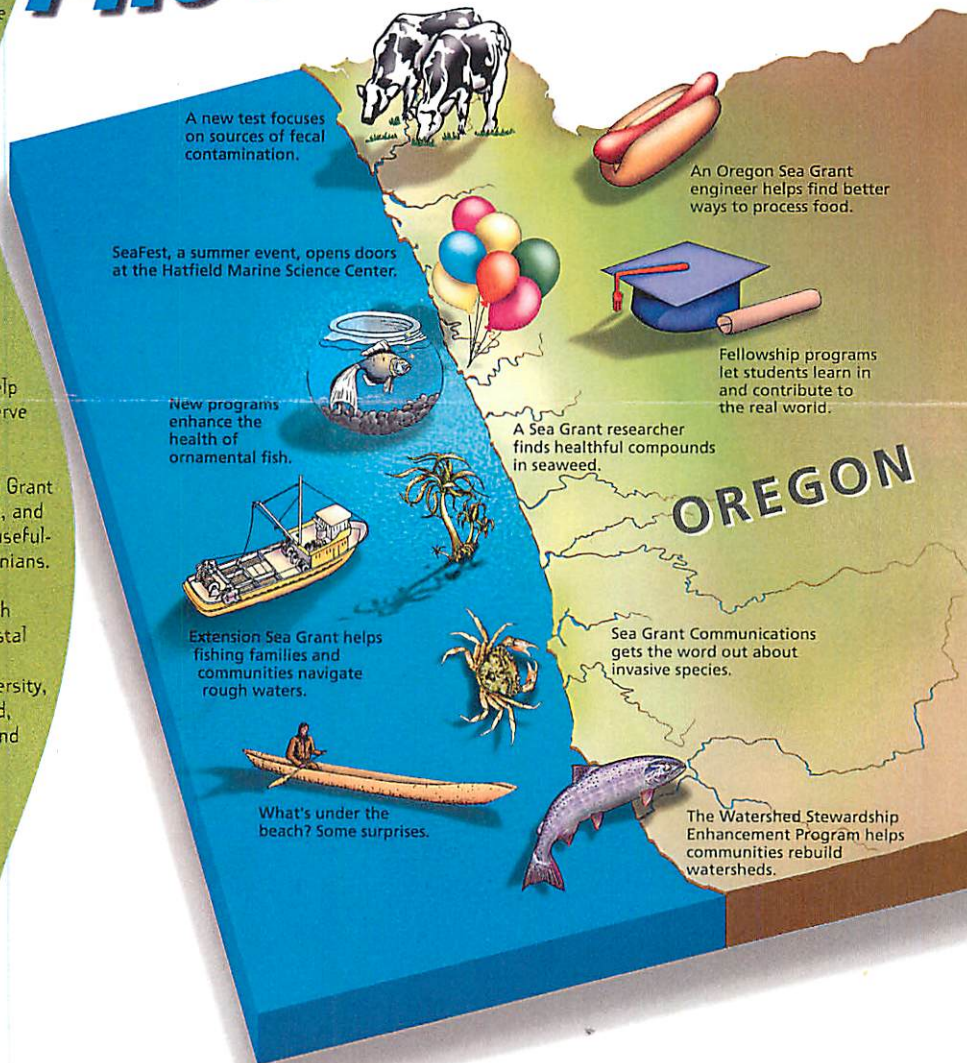 A new test focuses
on sources of fecal
contamination.
An Oregon Sea Grant
engineer helps find better
ways to process food.
SeaFest, a summer event, opens doors
at the Hatfield Marine Science Center.
Fellowship programs
let students learn in
and contribute to
the real world.
New programs
enhance the
health of
ornamental fish.
A Sea Grant researcher
finds healthful compounds
in seaweed.
OREGON
Extension Sea Grant helps
fishing families and
communities navigate
rough waters.
Sea Grant Communications
gets the word out about
invasive species.
What's under the
beach? Some surprises.
The Watershed Stewardship
Enhancement Program helps
communities rebuild
watersheds.
Grant
, and
nians.